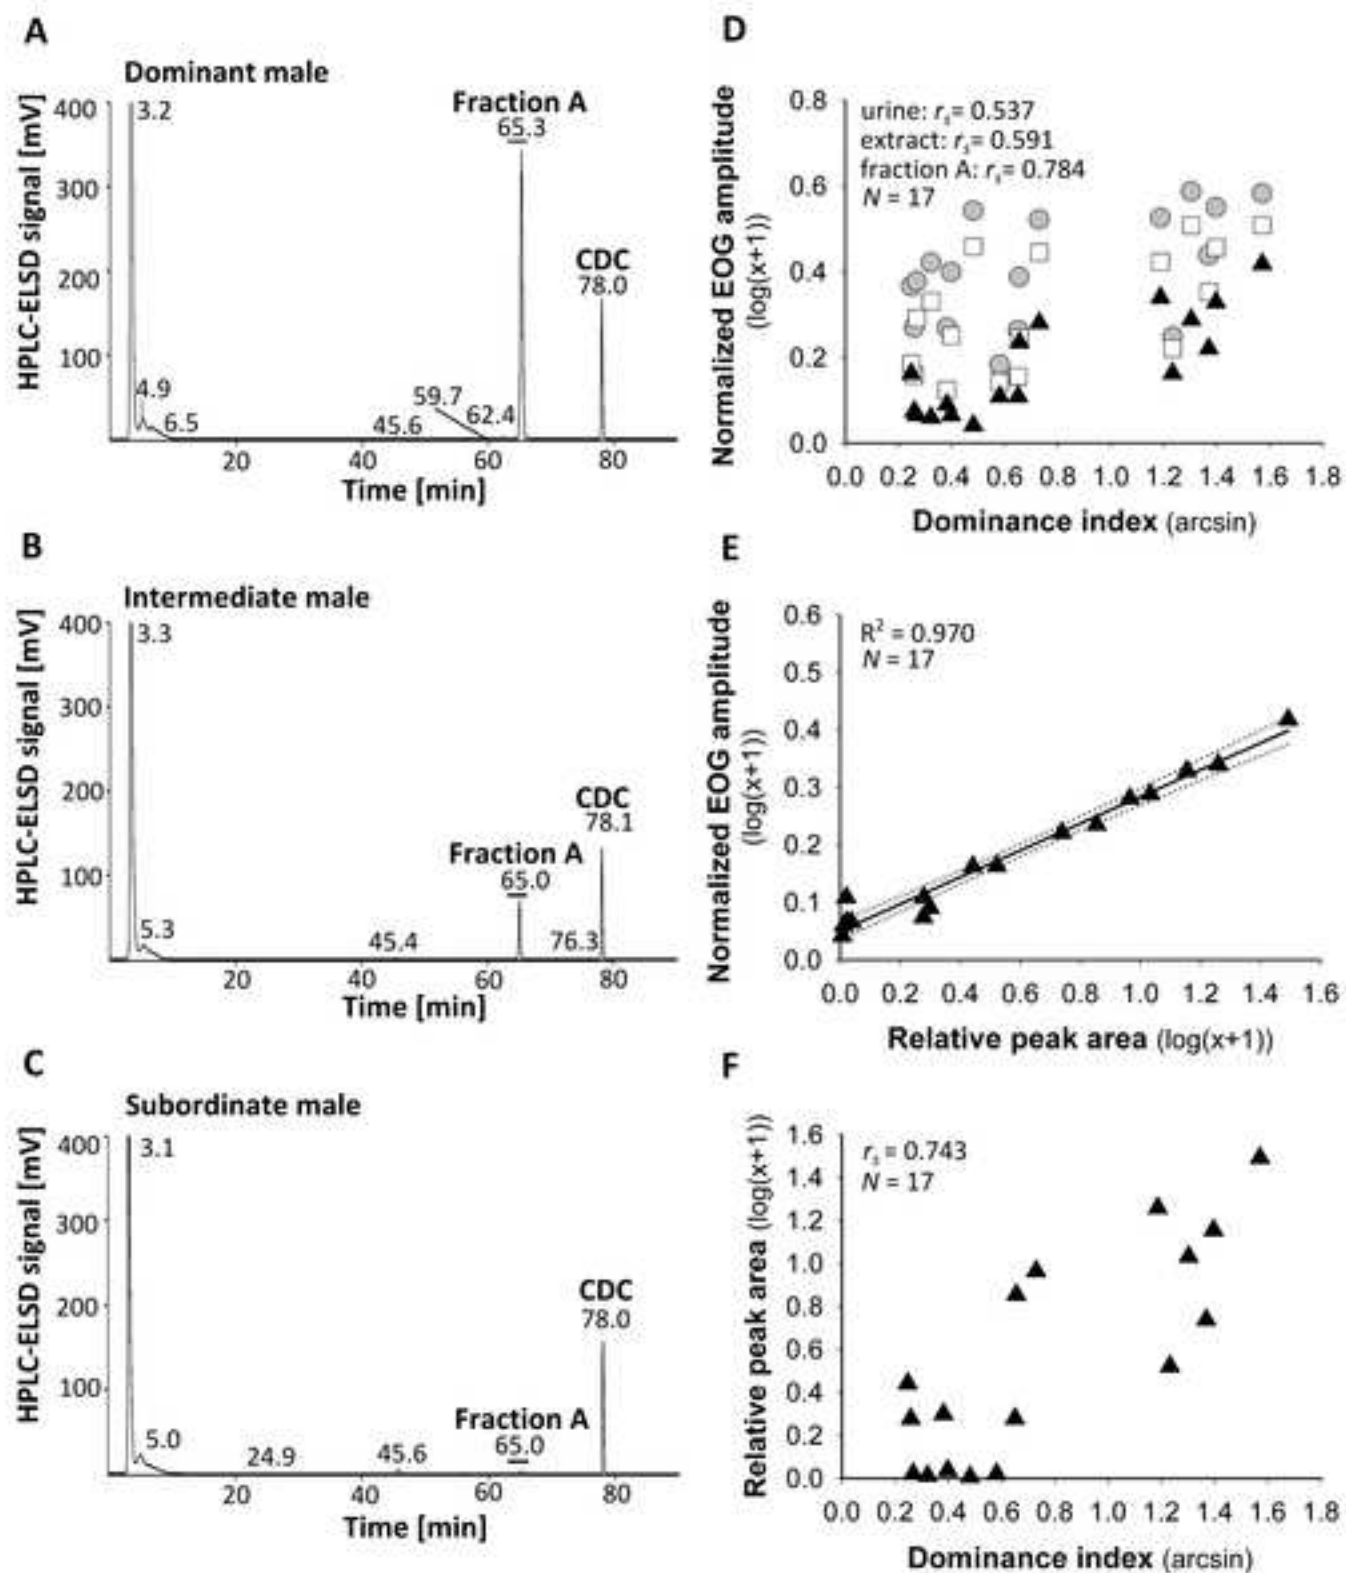 A
Dominant male
HPLC-ELSD signal [mV]
400
300
200
100
3.2
4.9
6.5
45.6
59.7
62.4
Fraction A
65.3
CDC
78.0
20
40
60
80
Time [min]
B
Intermediate male
HPLC-ELSD signal [mV]
400
300
200
100
3.3
5.3
45.4
Fraction A
65.0
76.3
CDC
78.1
20
40
60
80
Time [min]
C
Subordinate male
HPLC-ELSD signal [mV]
400
300
200
100
3.1
5.0
24.9
45.6
Fraction A
65.0
CDC
78.0
20
40
60
80
Time [min]
D
Normalized EOG amplitude
(log(x+1))
0.8
0.6
0.4
0.2
0.0
urine: rs= 0.537
extract: rs= 0.591
fraction A: rs= 0.784
N = 17
0.0 0.2 0.4 0.6 0.8 1.0 1.2 1.4 1.6 1.8
Dominance index (arcsin)
E
Normalized EOG amplitude
(log(x+1))
0.6
0.5
0.4
0.3
0.2
0.1
0.0
R² = 0.970
N = 17
0.0 0.2 0.4 0.6 0.8 1.0 1.2 1.4 1.6
Relative peak area (log(x+1))
F
Relative peak area (log(x+1))
1.6
1.4
1.2
1.0
0.8
0.6
0.4
0.2
0.0
rs = 0.743
N = 17
0.0 0.2 0.4 0.6 0.8 1.0 1.2 1.4 1.6 1.8
Dominance index (arcsin)